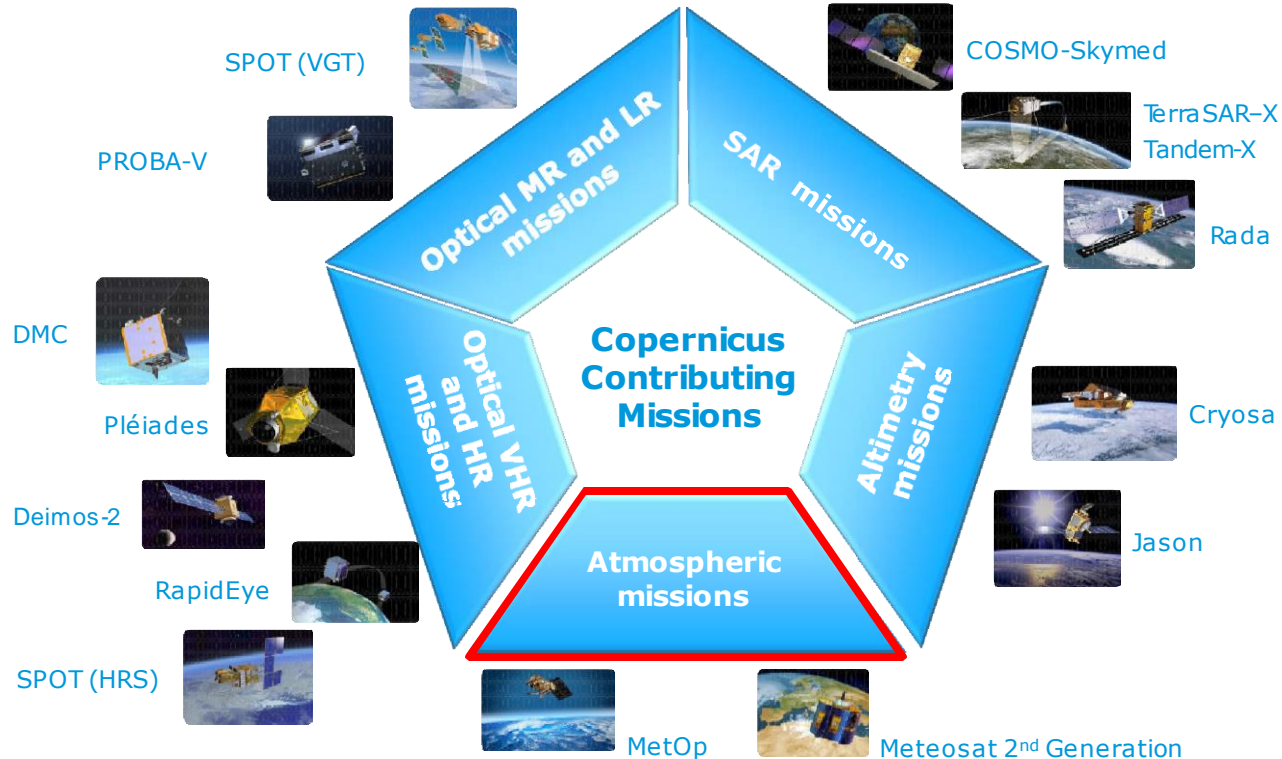 SPOT (VGT)
PROBA-V
Optical MR and LR
missions
SAR missions
COSMO-Skymed
TerraSAR–X
Tandem-X
Rada
DMC
Pléiades
Deimos-2
RapidEye
SPOT (HRS)
Optical VHR
and HR
missions
Copernicus
Contributing
Missions
Altimetry
missions
Cryosa
Jason
Atmospheric
missions
MetOp
Meteosat 2nd Generation